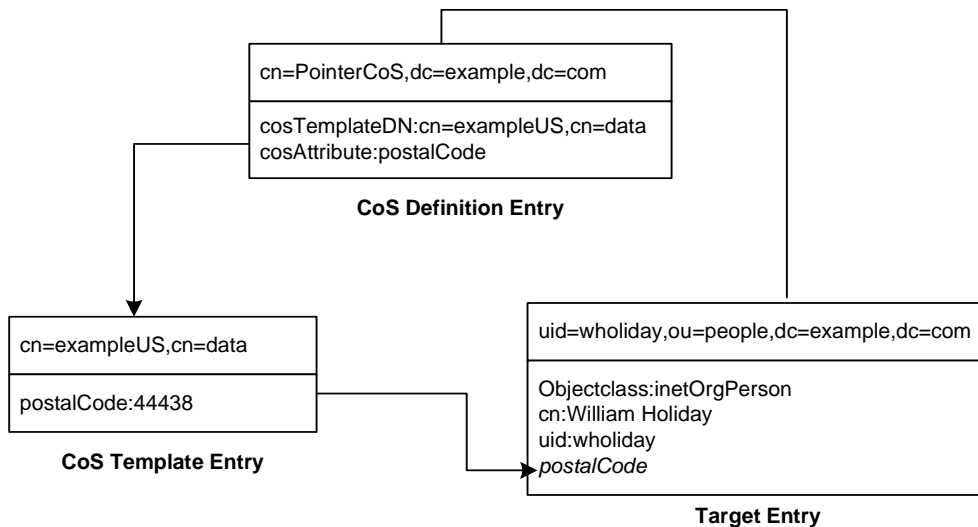 cn=PointerCoS,dc=example,dc=com
cosTemplateDN:cn=exampleUS,cn=data
cosAttribute:postalCode
CoS Definition Entry
cn=exampleUS,cn=data
postalCode:44438
CoS Template Entry
uid=wholiday,ou=people,dc=example,dc=com
Objectclass:inetOrgPerson
cn:William Holiday
uid:wholiday
postalCode
Target Entry